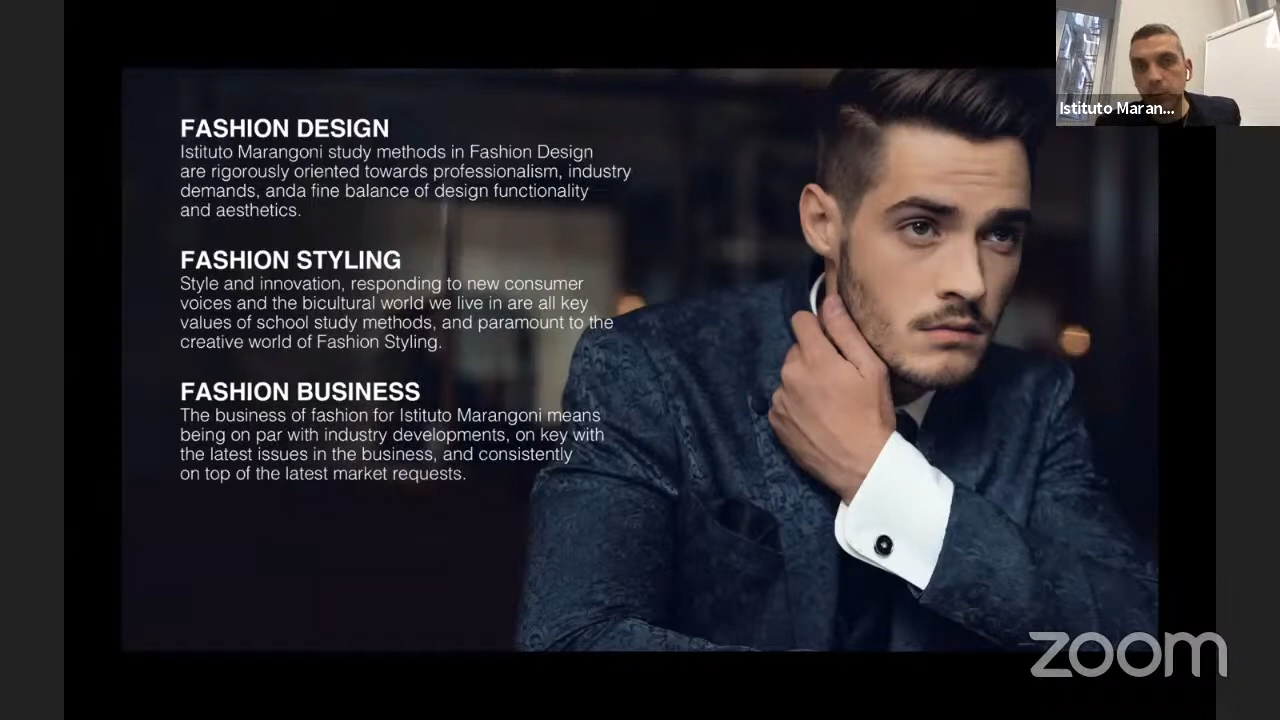 Istituto Maran...
FASHION DESIGN
Istituto Marangoni study methods in Fashion Design
are rigorously oriented towards professionalism, industry
demands, anda fine balance of design functionality
and aesthetics.
FASHION STYLING
Style and innovation, responding to new consumer
voices and the bicultural world we live in are all key
values of school study methods, and paramount to the
creative world of Fashion Styling.
FASHION BUSINESS
The business of fashion for Istituto Marangoni means
being on par with industry developments, on key with
the latest issues in the business, and consistently
on top of the latest market requests.
zoom